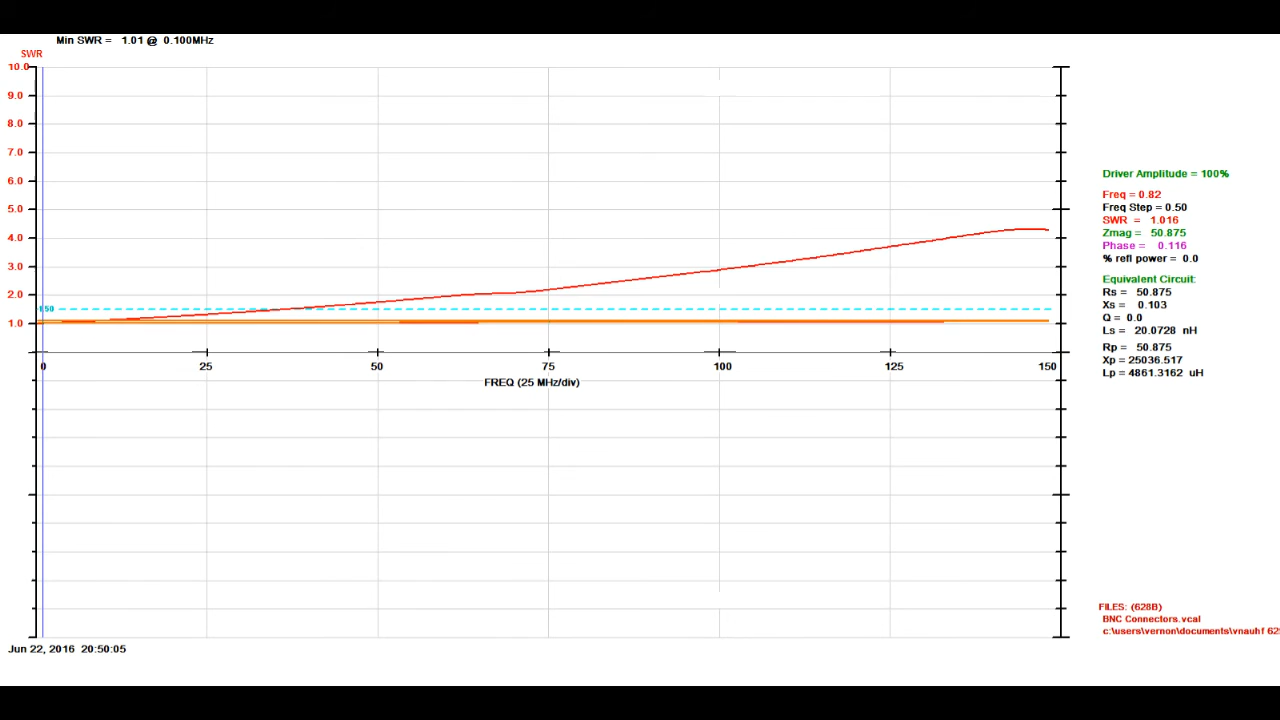 Min SWR = 1.01 @ 0.100MHz
SWR
10.0
9.0
8.0
7.0
6.0
5.0
4.0
3.0
2.0
1.50
1.0
0 25 50 75 100 125 150
FREQ (25 MHz/div)
Driver Amplitude = 100%
Freq = 0.82
Freq Step = 0.50
SWR = 1.016
Zmag = 50.875
Phase = 0.116
% refl power = 0.0
Equivalent Circuit:
Rs = 50.875
Xs = 0.103
Q = 0.0
Ls = 20.0728 nH
Rp = 50.875
Xp = 25036.517
Lp = 4861.3162 uH
FILES: (628B)
BNC Connectors.vcal
c:\users\vernon\documents\vnauhf 62
Jun 22, 2016 20:50:05